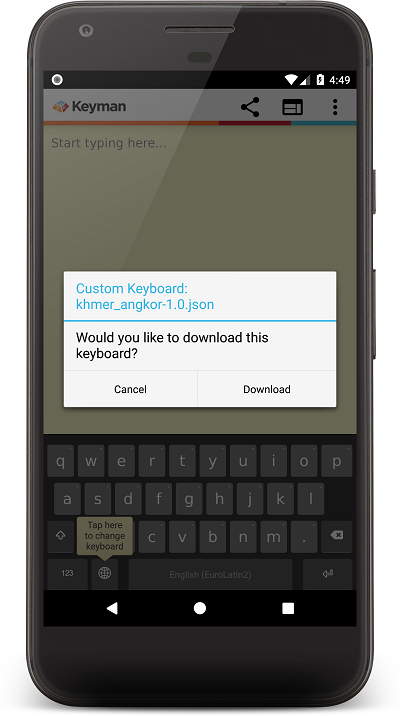 4:49
Keyman
Start typing here...
Custom Keyboard:
khmer_angkor-1.0.json
Would you like to download this
keyboard?
Cancel Download
q w e r t y u i o p
a s d f g h j k l
Tap here
to change
keyboard
c v b n m .
123 English (EuroLatin2)